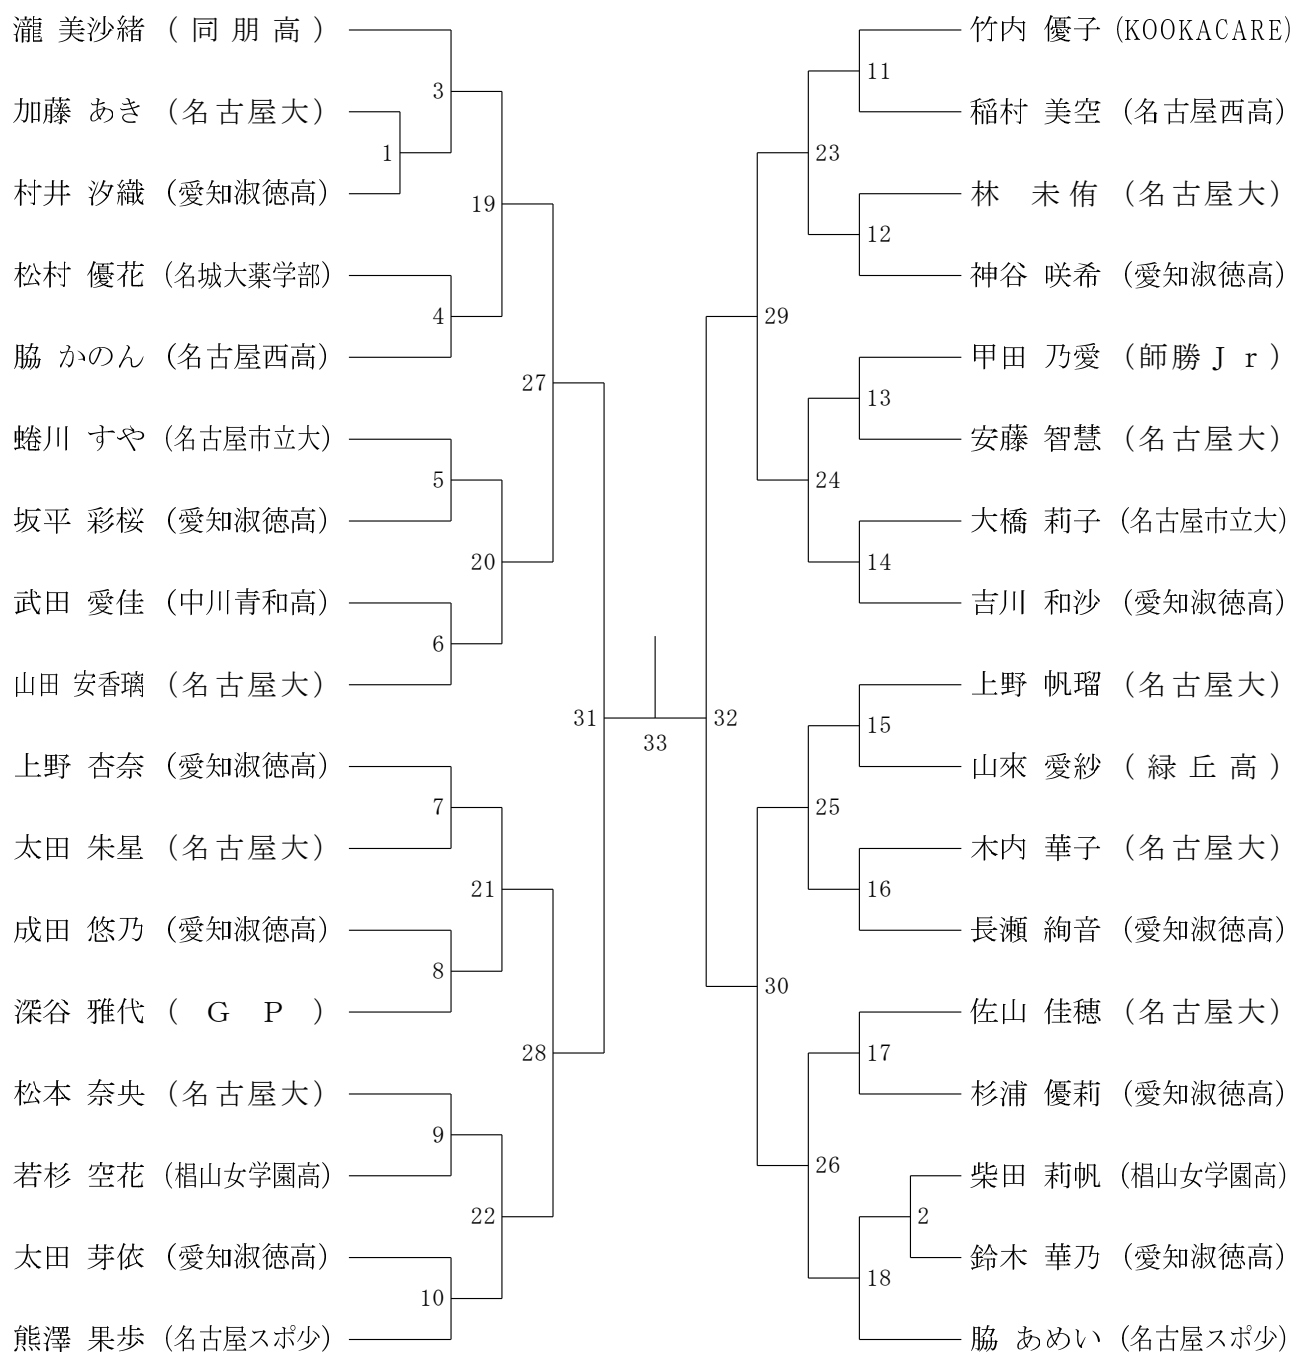 瀧 美沙緒 (同朋高)
加藤 あき (名古屋大)
村井 汐織 (愛知淑徳高)
松村 優花 (名城大薬学部)
脇 かのん (名古屋西高)
蜷川 すや (名古屋市立大)
坂平 彩桜 (愛知淑徳高)
武田 愛佳 (中川青和高)
山田 安香璃 (名古屋大)
上野 杏奈 (愛知淑徳高)
太田 朱星 (名古屋大)
成田 悠乃 (愛知淑徳高)
深谷 雅代 (GP)
松本 奈央 (名古屋大)
若杉 空花 (椙山女学園高)
太田 芽依 (愛知淑徳高)
熊澤 果歩 (名古屋スポ少)
3
1
19
4
27
5
20
6
31
7
21
8
28
9
22
10
33
11
23
12
29
13
24
14
32
15
25
16
30
17
26
2
18
竹内 優子 (KOOKACARE)
稲村 美空 (名古屋西高)
林 未侑 (名古屋大)
神谷 咲希 (愛知淑徳高)
甲田 乃愛 (師勝Jr)
安藤 智慧 (名古屋大)
大橋 莉子 (名古屋市立大)
吉川 和沙 (愛知淑徳高)
上野 帆瑠 (名古屋大)
山來 愛紗 (緑丘高)
木内 華子 (名古屋大)
長瀬 絢音 (愛知淑徳高)
佐山 佳穂 (名古屋大)
杉浦 優莉 (愛知淑徳高)
柴田 莉帆 (椙山女学園高)
鈴木 華乃 (愛知淑徳高)
脇 あめい (名古屋スポ少)